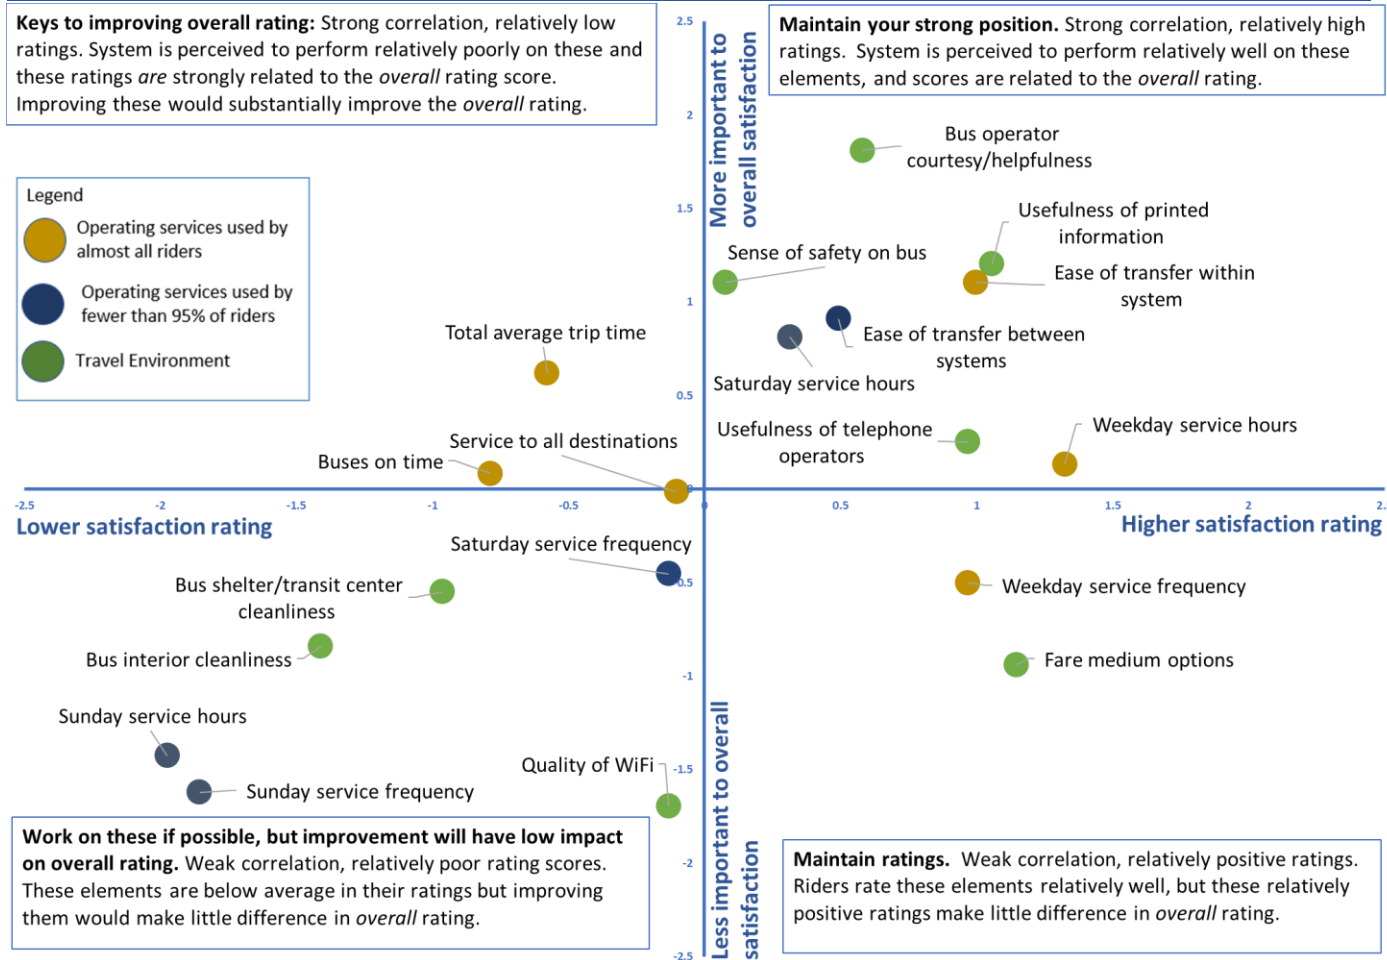 Keys to improving overall rating: Strong correlation, relatively low
ratings. System is perceived to perform relatively poorly on these and
these ratings are strongly related to the overall rating score.
Improving these would substantially improve the overall rating.
Maintain your strong position. Strong correlation, relatively high
ratings. System is perceived to perform relatively well on these
elements, and scores are related to the overall rating.
More important to
overall satisfaction
2.5
2
1.5
1
0.5
0
-0.5
-1
-1.5
-2
-2.5
Legend
Operating services used by
almost all riders
Operating services used by
fewer than 95% of riders
Travel Environment
Bus operator
courtesy/helpfulness
Usefulness of printed
information
Sense of safety on bus
Ease of transfer within
system
Total average trip time
Ease of transfer between
systems
Saturday service hours
Usefulness of telephone
operators
Weekday service hours
Service to all destinations
Buses on time
-2.5
-2
-1.5
-1
-0.5
0
0.5
1
1.5
2
2.
Lower satisfaction rating
Higher satisfaction rating
Saturday service frequency
Bus shelter/transit center
cleanliness
Weekday service frequency
Bus interior cleanliness
Fare medium options
Sunday service hours
Quality of WiFi
Sunday service frequency
Less important to overall
satisfaction
Work on these if possible, but improvement will have low impact
on overall rating. Weak correlation, relatively poor rating scores.
These elements are below average in their ratings but improving
them would make little difference in overall rating.
Maintain ratings. Weak correlation, relatively positive ratings.
Riders rate these elements relatively well, but these relatively
positive ratings make little difference in overall rating.